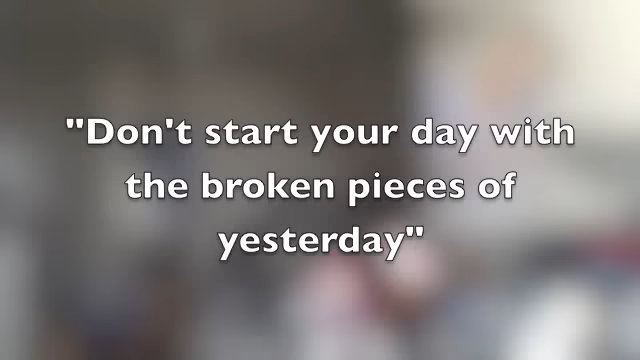 "Don't start your day with
the broken pieces of
yesterday"